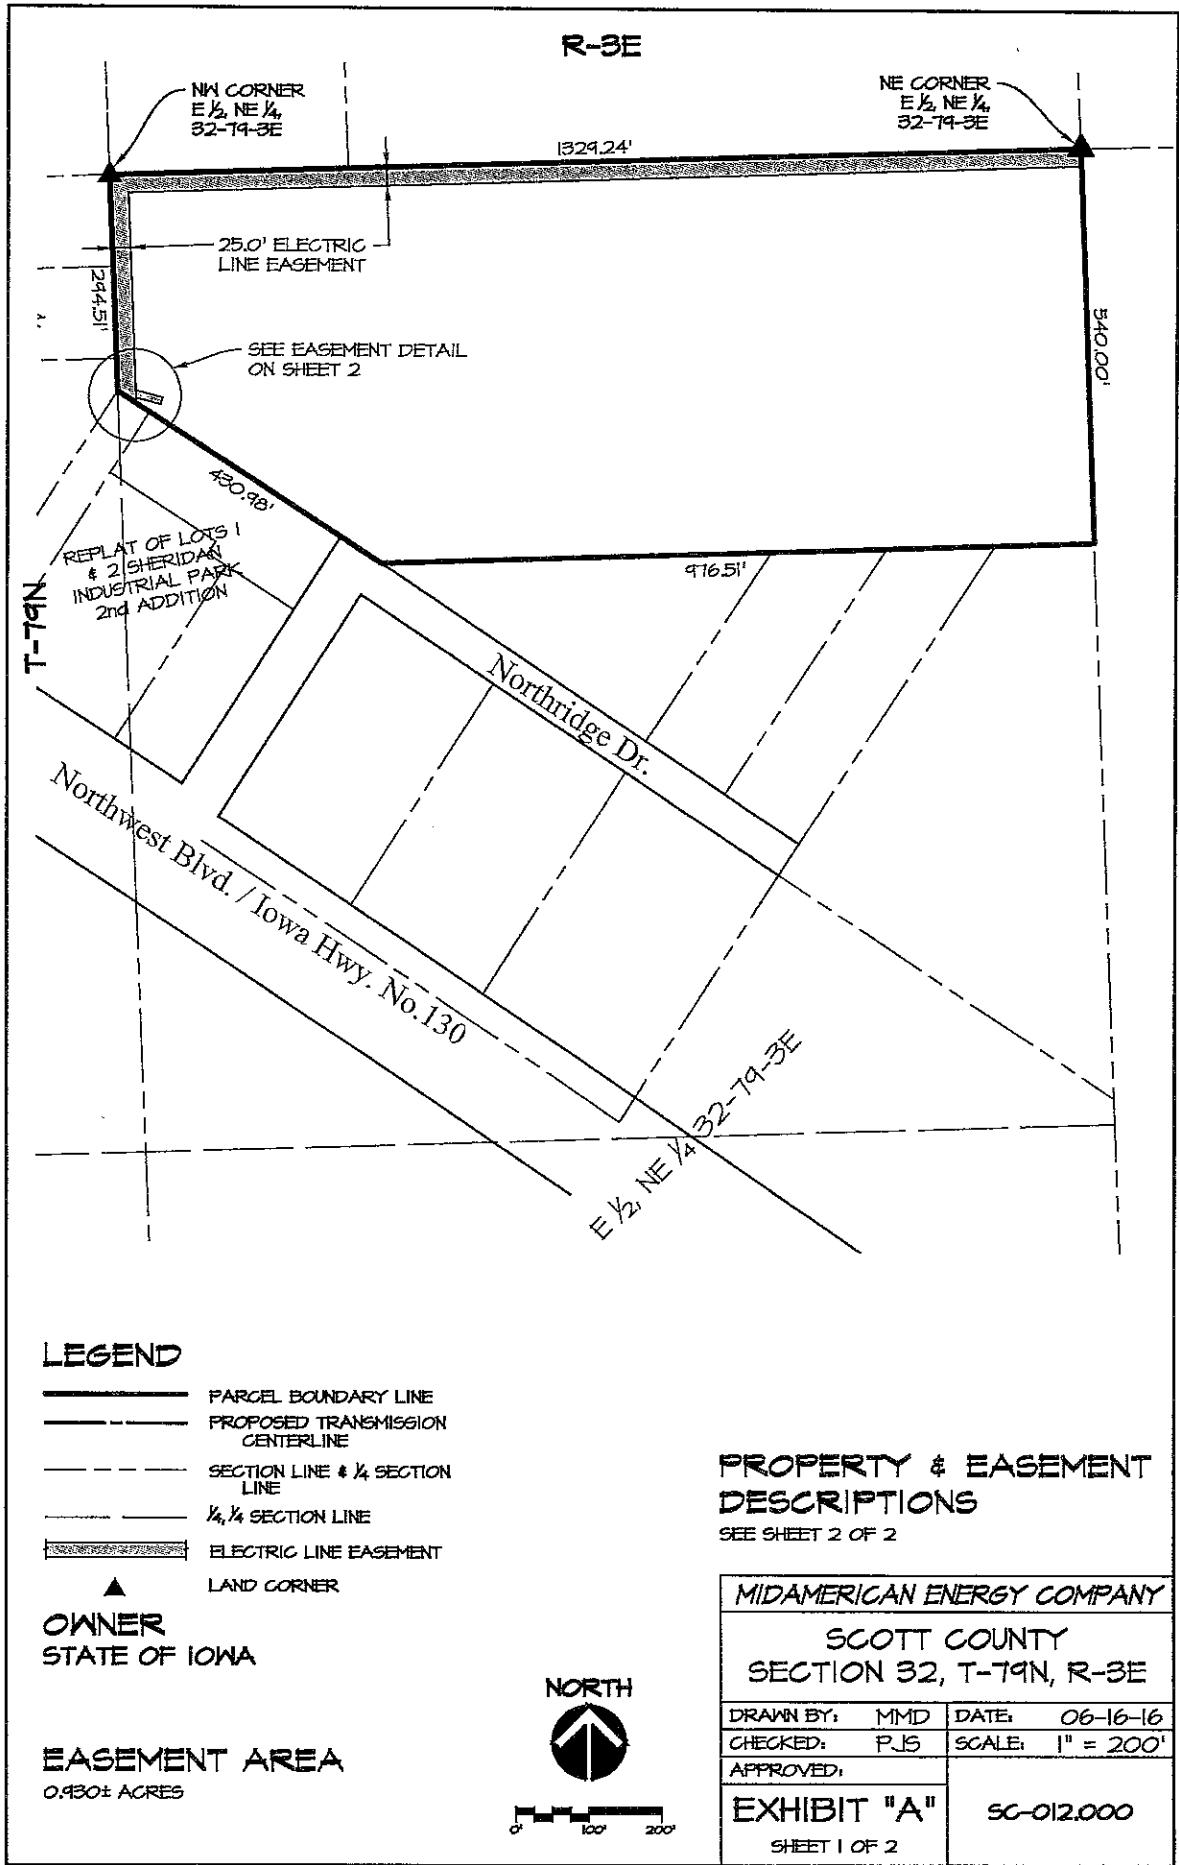 R-3E
NW CORNER
E ½, NE ¼,
32-79-3E
NE CORNER
E ½, NE ¼,
32-79-3E
1329.24'
25.0' ELECTRIC
LINE EASEMENT
294.51'
SEE EASEMENT DETAIL
ON SHEET 2
540.00'
430.98'
976.51'
REPLAT OF LOTS 1
& 2 SHERIDAN
INDUSTRIAL PARK
2nd ADDITION
T-79N
Northridge Dr.
Northwest Blvd. / Iowa Hwy. No.130
E ½, NE ¼ 32-79-3E
LEGEND
PARCEL BOUNDARY LINE
PROPOSED TRANSMISSION
CENTERLINE
SECTION LINE & ¼ SECTION
LINE
¼,¼ SECTION LINE
ELECTRIC LINE EASEMENT
LAND CORNER
OWNER
STATE OF IOWA
EASEMENT AREA
0.930± ACRES
NORTH
0' 100' 200'
PROPERTY & EASEMENT
DESCRIPTIONS
SEE SHEET 2 OF 2
MIDAMERICAN ENERGY COMPANY
SCOTT COUNTY
SECTION 32, T-79N, R-3E
DRAWN BY: MMD DATE: 06-16-16
CHECKED: PJS SCALE: 1" = 200'
APPROVED:
EXHIBIT "A"
SHEET 1 OF 2
SC-012.000